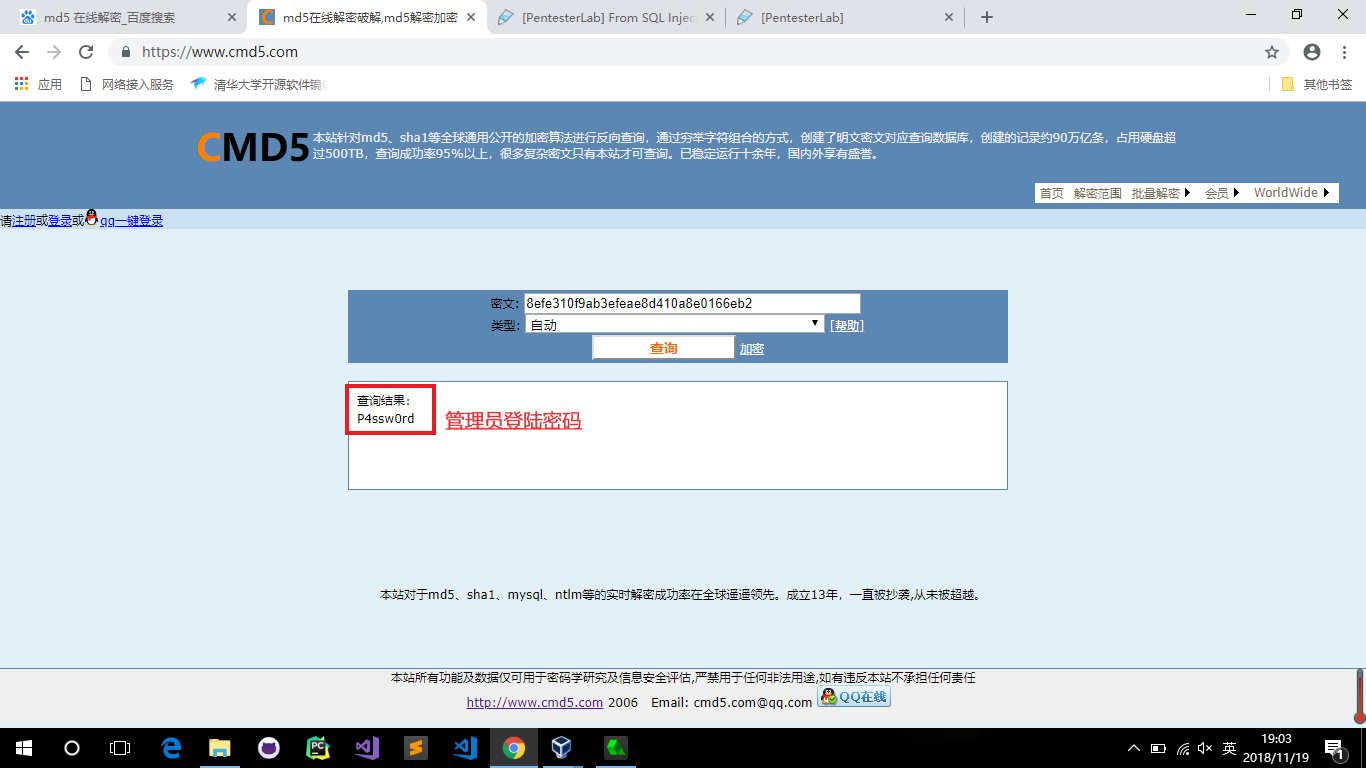 md5 在线解密_百度搜索
md5在线解密破解,md5解密加密
[PentesterLab] From SQL Inject
[PentesterLab]
https://www.cmd5.com
应用
网络接入服务
清华大学开源软件镜像
其他书签
CMD5
本站针对md5、sha1等全球通用公开的加密算法进行反向查询，通过穷举字符组合的方式，创建了明文密文对应查询数据库，创建的记录约90万亿条，占用硬盘超
过500TB，查询成功率95%以上，很多复杂密文只有本站才可查询。已稳定运行十余年，国内外享有盛誉。
首页 解密范围 批量解密 会员 WorldWide
请注册或登录或qq一键登录
密文: 8efe310f9ab3efeae8d410a8e0166eb2
类型: 自动 [帮助]
查询 加密
查询结果:
P4ssw0rd
管理员登陆密码
本站对于md5、sha1、mysql、ntlm等的实时解密成功率在全球遥遥领先。成立13年，一直被抄袭,从未被超越。
本站所有功能及数据仅可用于密码学研究及信息安全评估,严禁用于任何非法用途,如有违反本站不承担任何责任
http://www.cmd5.com 2006 Email: cmd5.com@qq.com QQ在线
PC
英
19:03
2018/11/19
1